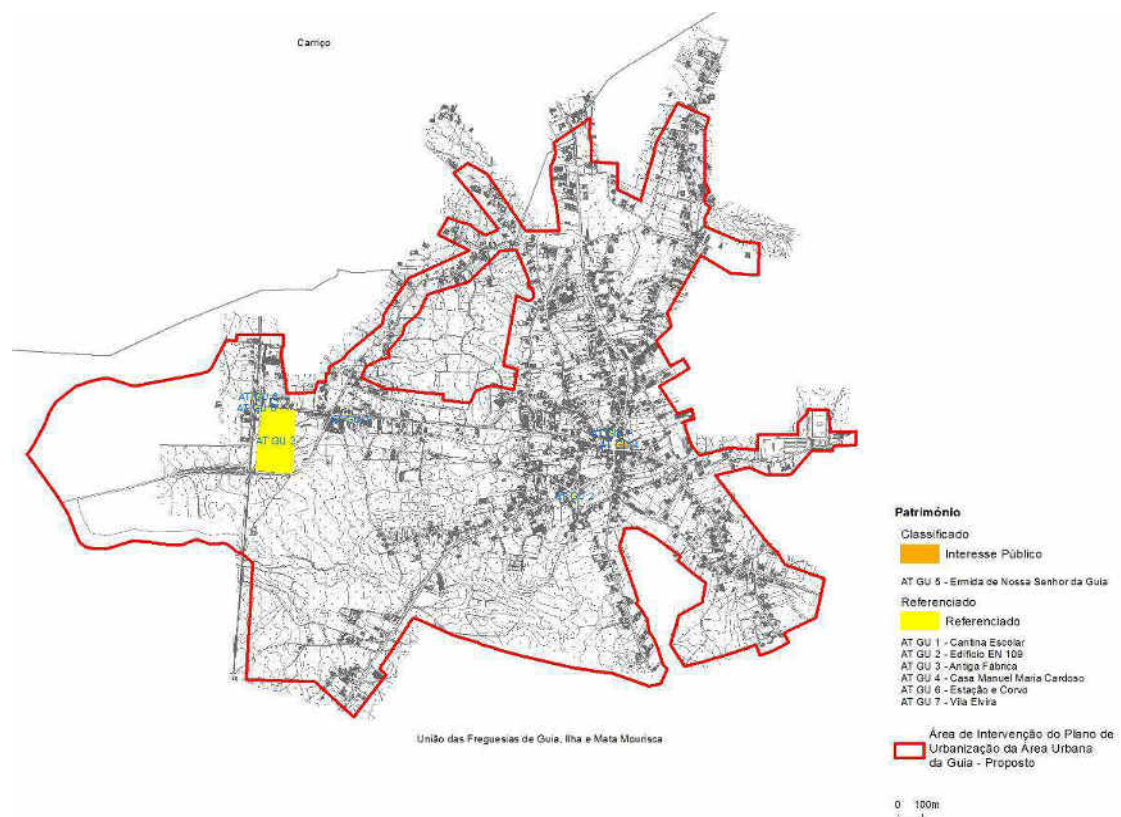 Carriço
AT GU 2
União das Freguesias de Guia, Ilha e Mata Mourisca
Património
Classificado
Interesse Público
AT GU 5 - Ermida de Nossa Senhor da Guia
Referenciado
Referenciado
AT GU 1 - Cantina Escolar
AT GU 2 - Edifício EN 109
AT GU 3 - Antiga Fábrica
AT GU 4 - Casa Manuel Maria Cardoso
AT GU 6 - Estação e Corvo
AT GU 7 - Vila Elvira
Área de Intervenção do Plano de
Urbanização da Área Urbana
da Guia - Proposto
0 100m